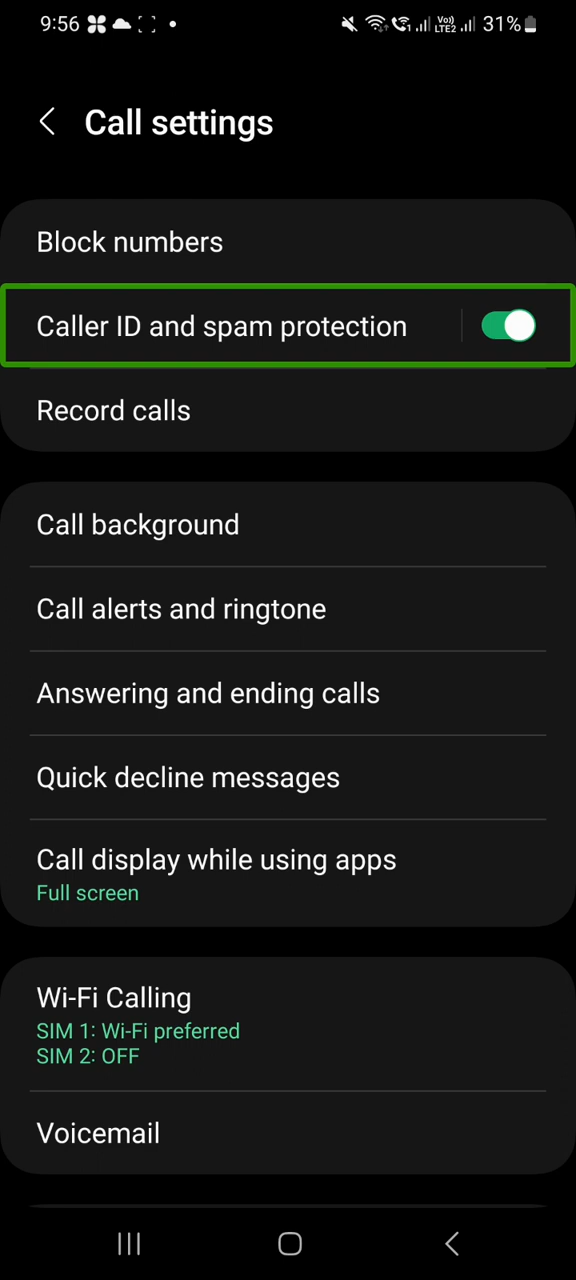 9:56
Vo)) LTE2 31%
Call settings
Block numbers
Caller ID and spam protection
Record calls
Call background
Call alerts and ringtone
Answering and ending calls
Quick decline messages
Call display while using apps
Full screen
Wi-Fi Calling
SIM 1: Wi-Fi preferred
SIM 2: OFF
Voicemail